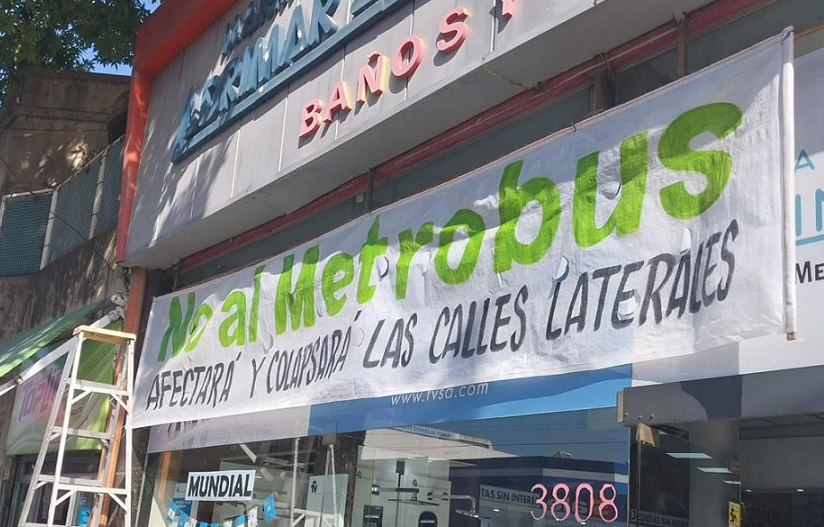 BAÑOS Y
No al Metrobus
AFECTARÁ Y COLAPSARÁ LAS CALLES LATERALES
www.fvsa.com
MUNDIAL
3808